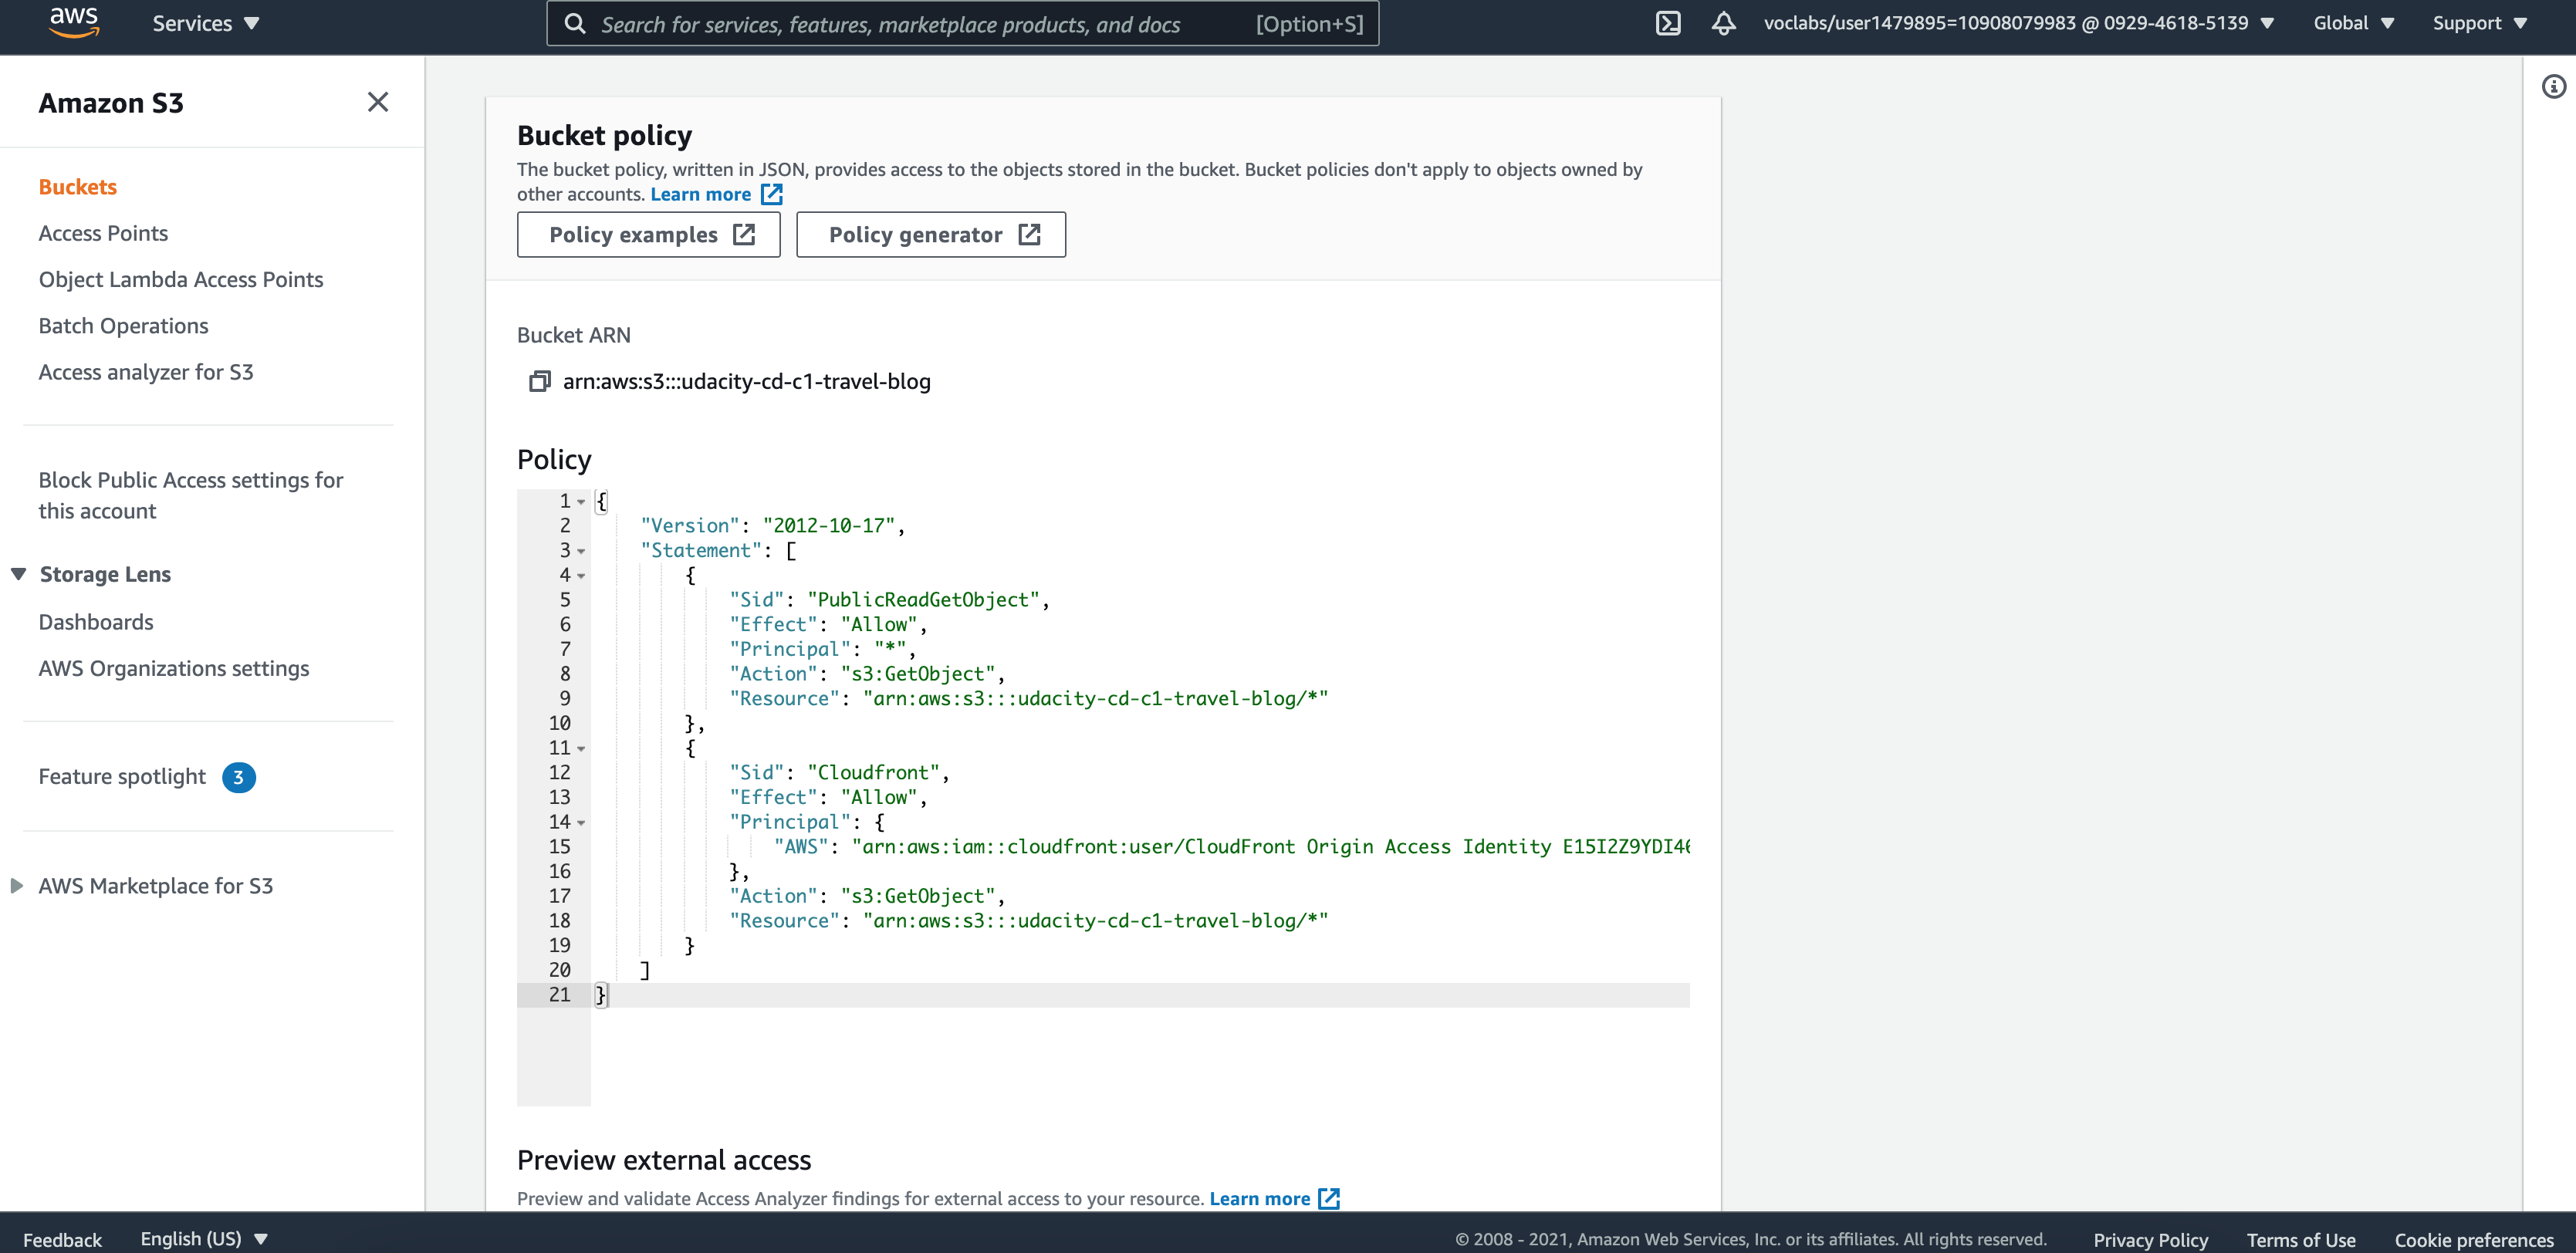 aws
Services
Search for services, features, marketplace products, and docs [Option+S]
voclabs/user1479895=10908079983 @ 0929-4618-5139
Global
Support
Amazon S3
Buckets
Access Points
Object Lambda Access Points
Batch Operations
Access analyzer for S3
Block Public Access settings for
this account
Storage Lens
Dashboards
AWS Organizations settings
Feature spotlight 3
AWS Marketplace for S3
Bucket policy
The bucket policy, written in JSON, provides access to the objects stored in the bucket. Bucket policies don't apply to objects owned by
other accounts. Learn more
Policy examples
Policy generator
Bucket ARN
arn:aws:s3:::udacity-cd-c1-travel-blog
Policy
1 {
2 "Version": "2012-10-17",
3 "Statement": [
4 {
5 "Sid": "PublicReadGetObject",
6 "Effect": "Allow",
7 "Principal": "*",
8 "Action": "s3:GetObject",
9 "Resource": "arn:aws:s3:::udacity-cd-c1-travel-blog/*"
10 },
11 {
12 "Sid": "Cloudfront",
13 "Effect": "Allow",
14 "Principal": {
15 "AWS": "arn:aws:iam::cloudfront:user/CloudFront Origin Access Identity
16 },
17 "Action": "s3:GetObject",
18 "Resource": "arn:aws:s3:::udacity-cd-c1-travel-blog/*"
19 }
20 ]
21 }
Preview external access
Preview and validate Access Analyzer findings for external access to your resource. Learn more
Feedback
English (US)
© 2008 - 2021, Amazon Web Services, Inc. or its affiliates. All rights reserved.
Privacy Policy
Terms of Use
Cookie preferences